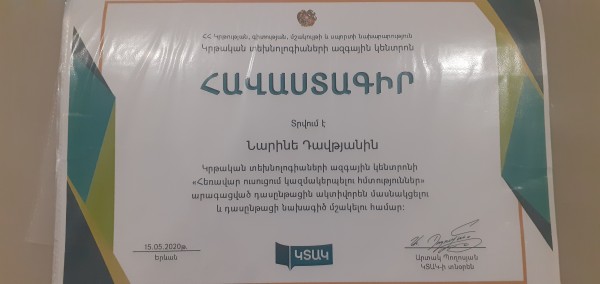 ՀՀ Կրթության, գիտության, մշակույթի և սպորտի նախարարություն
Կրթական տեխնոլոգիաների ազգային կենտրոն
ՀԱՎԱՍՏԱԳԻՐ
Տրվում է
Նարինե Դավթյանին
Կրթական տեխնոլոգիաների ազգային կենտրոնի
«Հեռավար ուսուցում կազմակերպելու հմտություններ»
արագացված դասընթացին ակտիվորեն մասնակցելու
և դասընթացի նախագիծ մշակելու համար։
15.05.2020թ.
Երևան
ԿՏԱԿ
Արտակ Պողոսյան
ԿՏԱԿ-ի տնօրեն